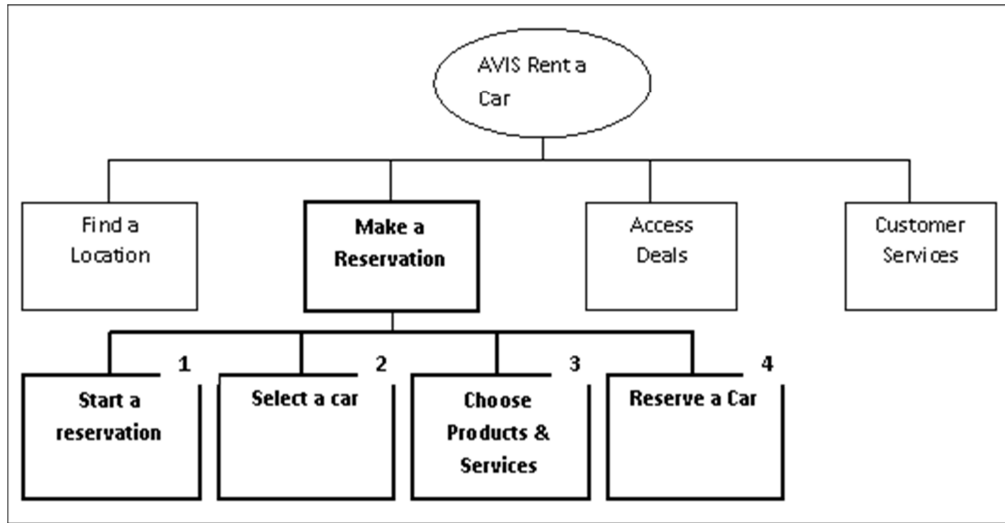 AVIS Rent a
Car
Find a
Location
Make a
Reservation
Access
Deals
Customer
Services
1
Start a
reservation
2
Select a car
3
Choose
Products &
Services
4
Reserve a Car